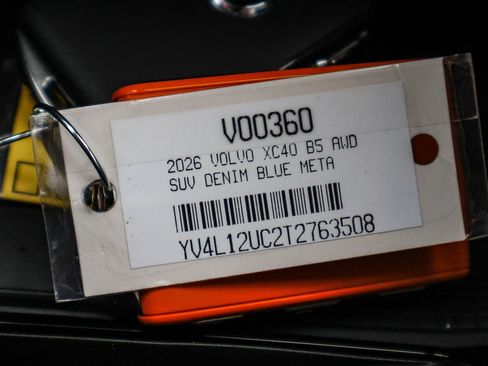 V00360
2026 VOLVO XC40 B5 AWD
SUV DENIM BLUE META
YV4L12UC2T2763508